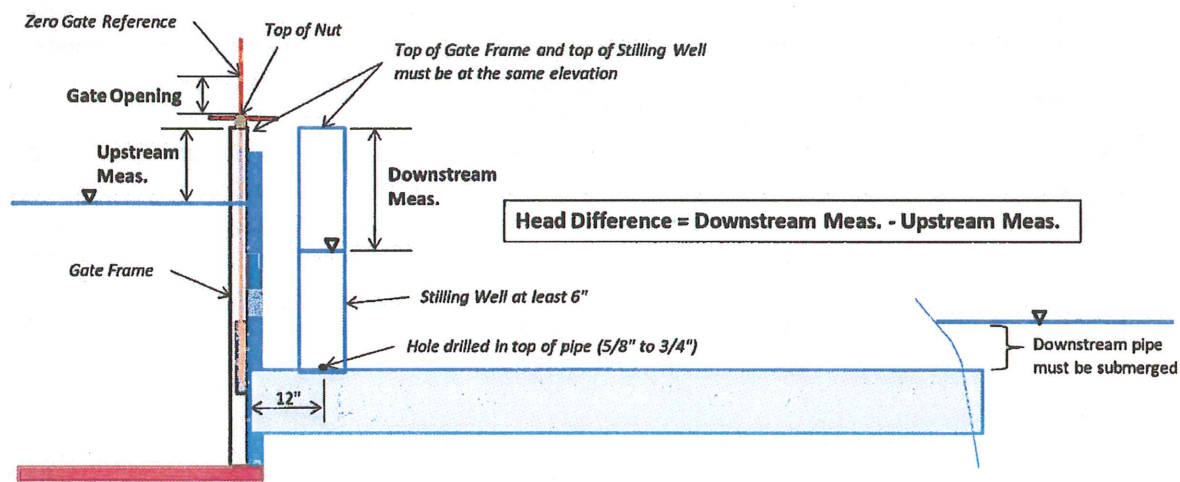 Zero Gate Reference
Top of Nut
Top of Gate Frame and top of Stilling Well
must be at the same elevation
Gate Opening
Upstream
Meas.
Downstream
Meas.
Head Difference = Downstream Meas. - Upstream Meas.
Gate Frame
Stilling Well at least 6"
Hole drilled in top of pipe (5/8" to 3/4")
Downstream pipe
must be submerged
12"